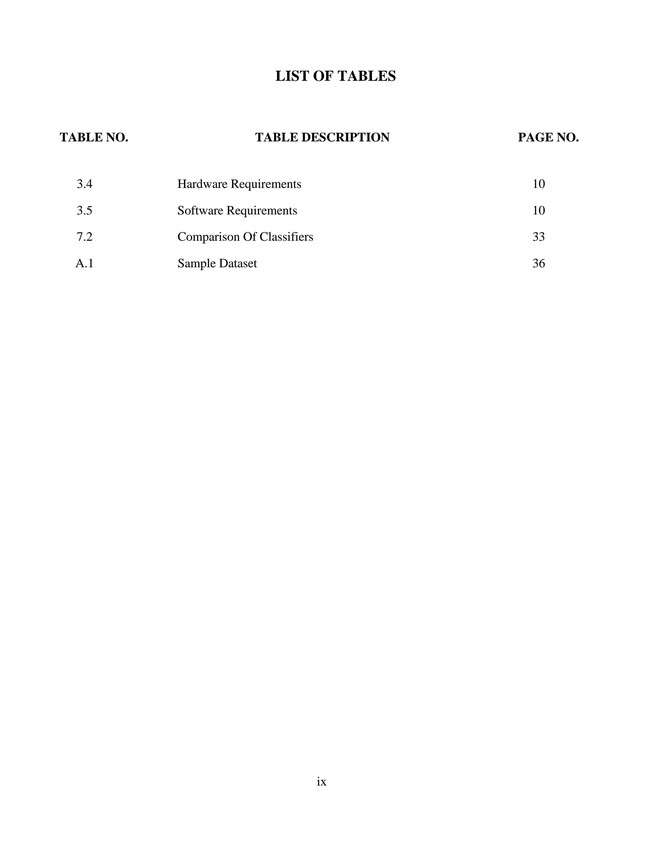 LIST OF TABLES
TABLE NO. TABLE DESCRIPTION PAGE NO.
3.4 Hardware Requirements 10
3.5 Software Requirements 10
7.2 Comparison Of Classifiers 33
A.1 Sample Dataset 36
ix